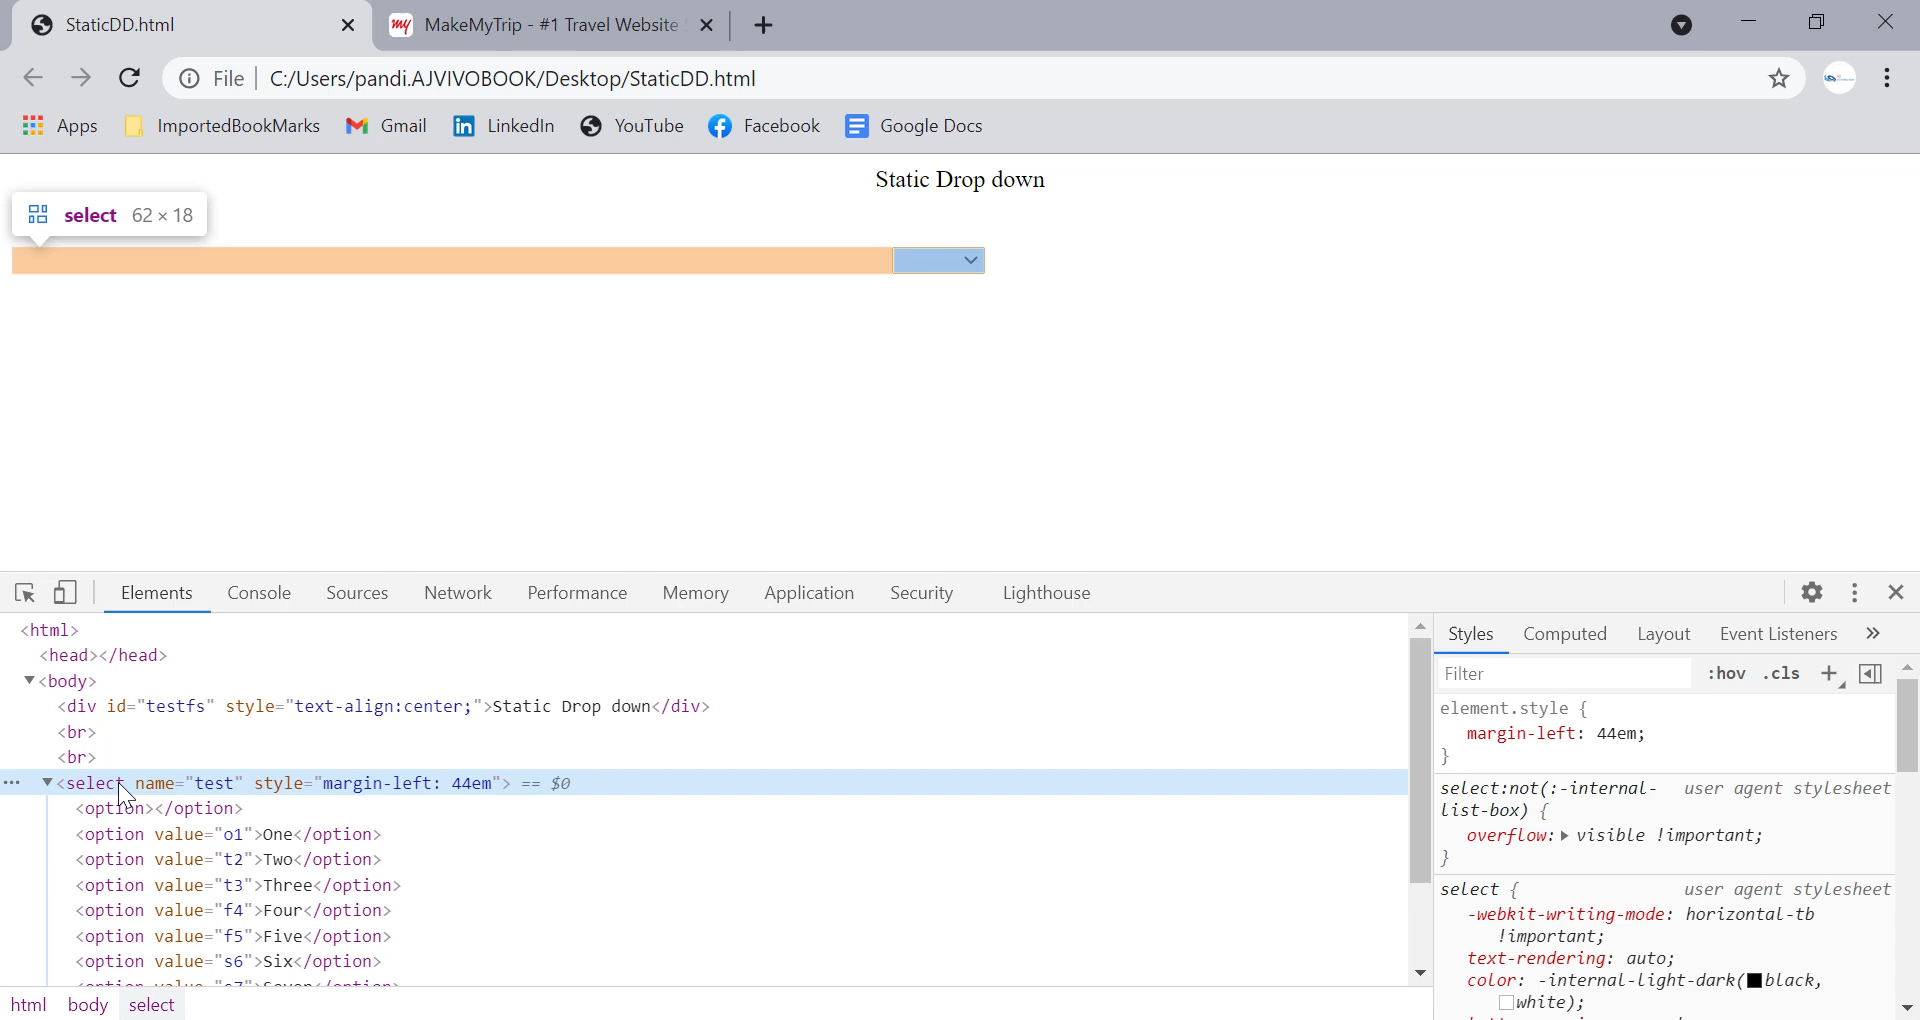 StaticDD.html
MakeMyTrip - #1 Travel Website
File | C:/Users/pandi.AJVIVOBOOK/Desktop/StaticDD.html
Apps ImportedBookMarks Gmail LinkedIn YouTube Facebook Google Docs
Static Drop down
select 62 × 18
Elements Console Sources Network Performance Memory Application Security Lighthouse
<html>
<head></head>
<body>
<div id="testfs" style="text-align:center;">Static Drop down</div>
<br>
<br>
<select name="test" style="margin-left: 44em"> == $0
<option></option>
<option value="o1">One</option>
<option value="t2">Two</option>
<option value="t3">Three</option>
<option value="f4">Four</option>
<option value="f5">Five</option>
<option value="s6">Six</option>
<option value="s7">Seven</option>
html body select
Styles Computed Layout Event Listeners »
Filter :hov .cls +
element.style {
margin-left: 44em;
}
select:not(:-internal- user agent stylesheet
list-box) {
overflow: visible !important;
}
select { user agent stylesheet
-webkit-writing-mode: horizontal-tb
!important;
text-rendering: auto;
color: -internal-light-dark(black,
white);